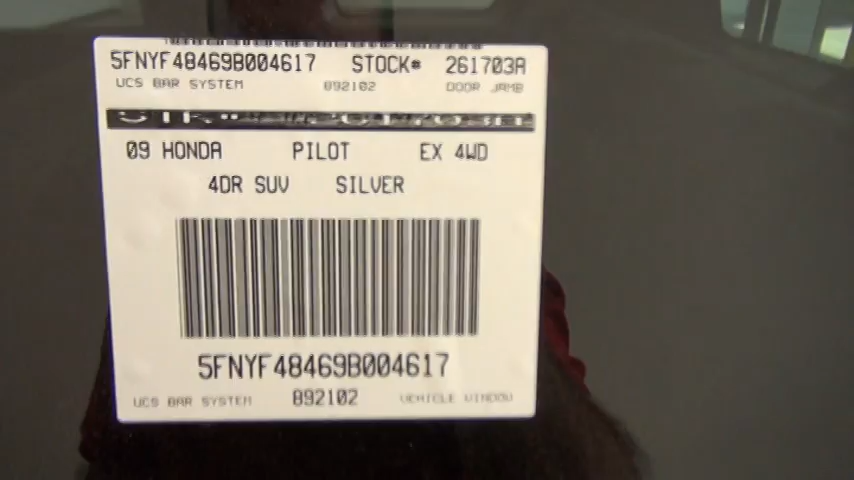 5FNYF48469B004617 STOCK# 261703A
UCS BAR SYSTEM 892102 DOOR JAMB
09 HONDA PILOT EX 4WD
4DR SUV SILVER
5FNYF48469B004617
UCS BAR SYSTEM 892102 VEHICLE WINDOW